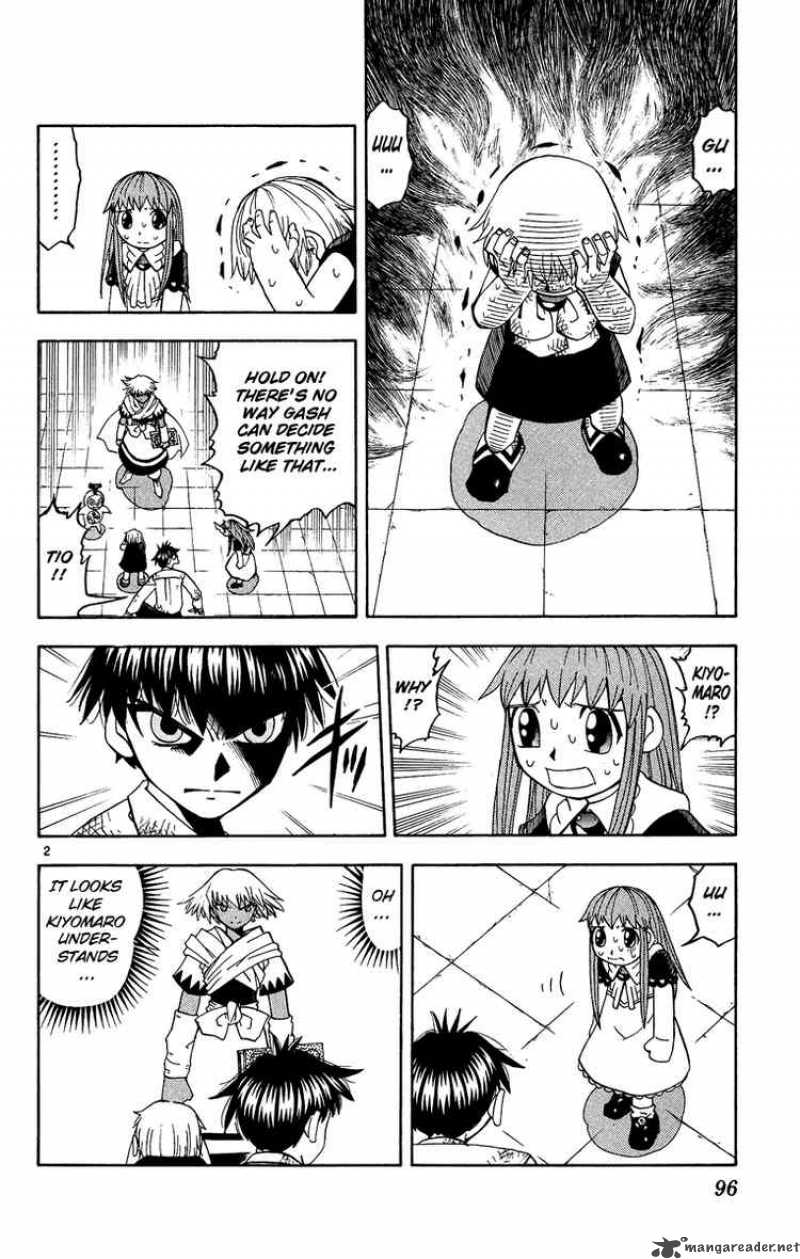 GU
...
UUU
...
.........
HOLD ON!
THERE'S NO
WAY GASH
CAN DECIDE
SOMETHING
LIKE THAT...
TIO
!!
KIYO-
MARO
!?
WHY
!?
2
UU
...
OH
...
IT LOOKS
LIKE
KIYOMARO
UNDER-
STANDS
...
96
mangareader.net